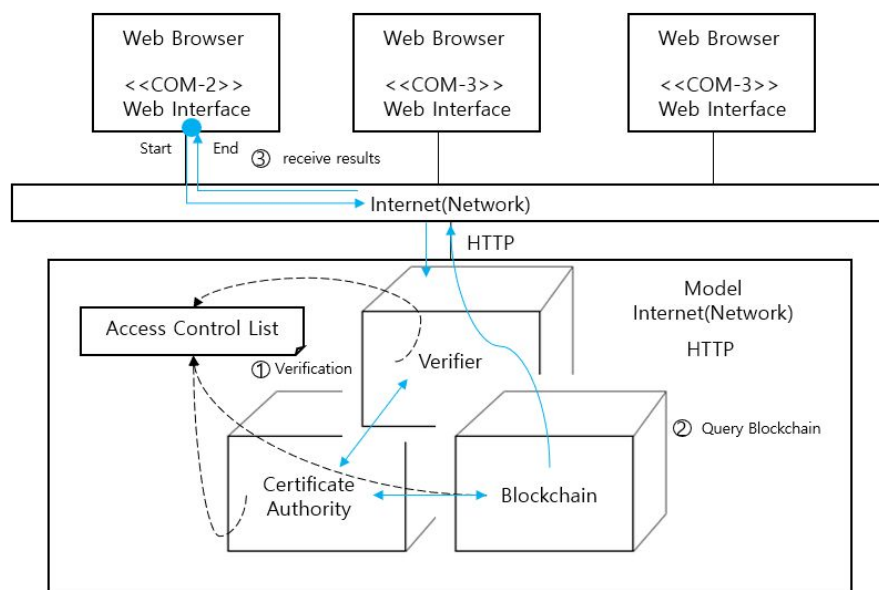 Web Browser
<<COM-2>>
Web Interface
Web Browser
<<COM-3>>
Web Interface
Web Browser
<<COM-3>>
Web Interface
Start
End
③ receive results
Internet(Network)
HTTP
Model
Internet(Network)
HTTP
Access Control List
① Verification
Verifier
② Query Blockchain
Certificate
Authority
Blockchain